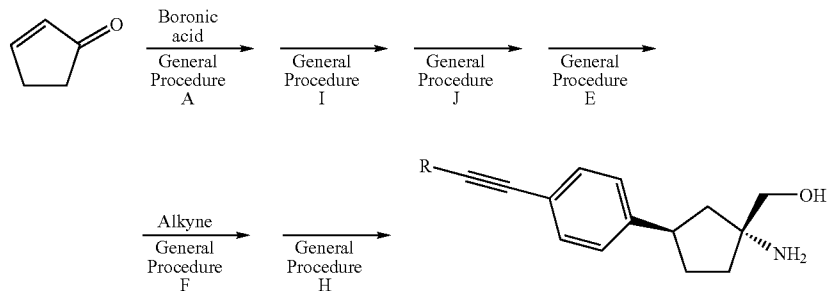 O
Boronic
acid
General
Procedure
A
General
Procedure
I
General
Procedure
J
General
Procedure
E
Alkyne
General
Procedure
F
General
Procedure
H
R
OH
NH2